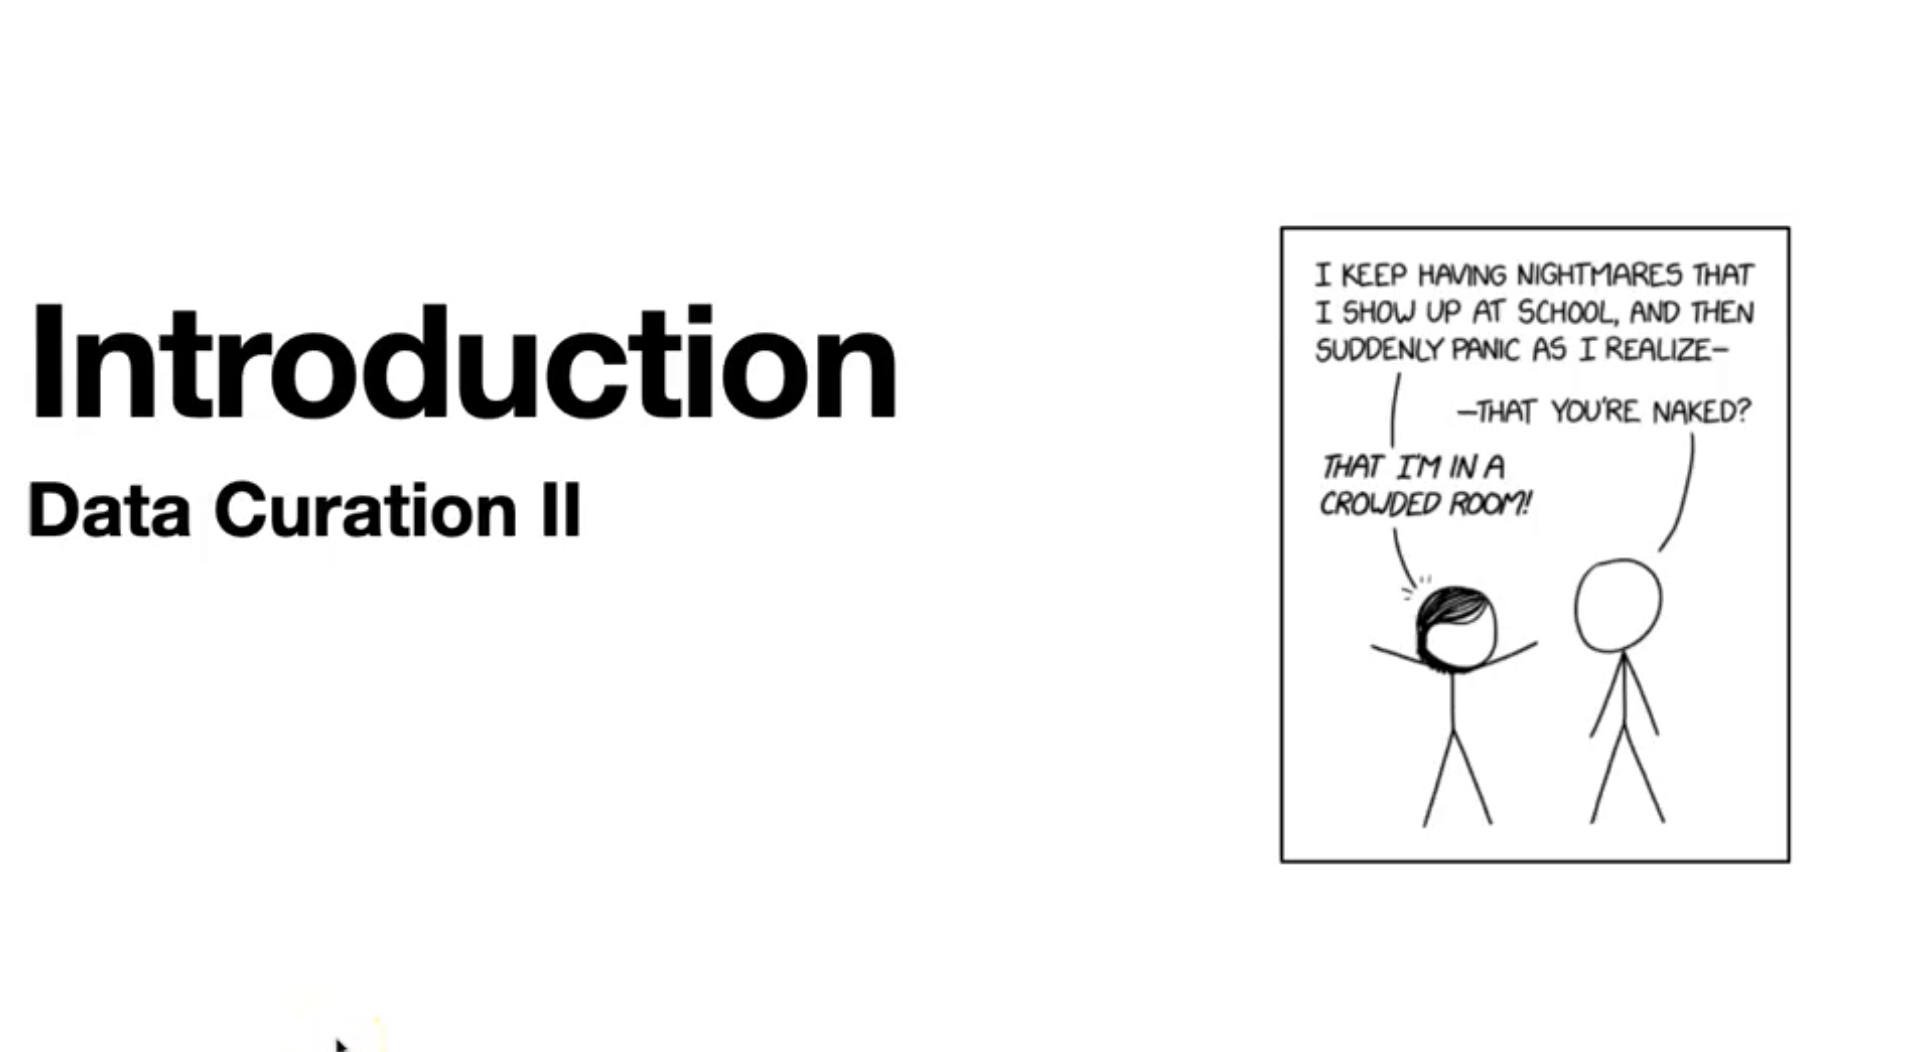 Introduction
Data Curation II
I KEEP HAVING NIGHTMARES THAT
I SHOW UP AT SCHOOL, AND THEN
SUDDENLY PANIC AS I REALIZE–
–THAT YOU'RE NAKED?
THAT I'M IN A
CROWDED ROOM!